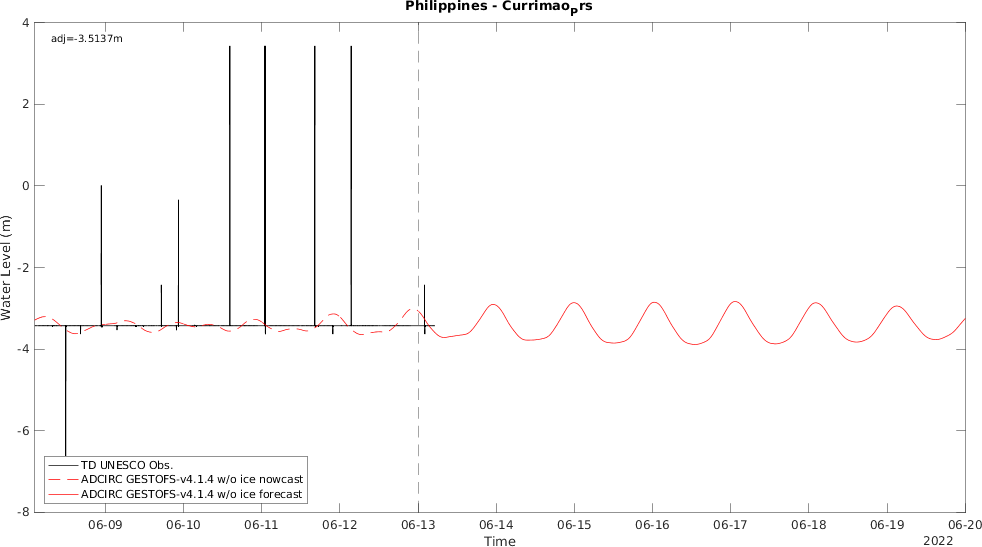 Philippines - Currimaoprs
adj=-3.5137m
4
2
0
-2
-4
-6
-8
Water Level (m)
TD UNESCO Obs.
ADCIRC GESTOFS-v4.1.4 w/o ice nowcast
ADCIRC GESTOFS-v4.1.4 w/o ice forecast
06-09 06-10 06-11 06-12 06-13 06-14 06-15 06-16 06-17 06-18 06-19 06-20
Time
2022